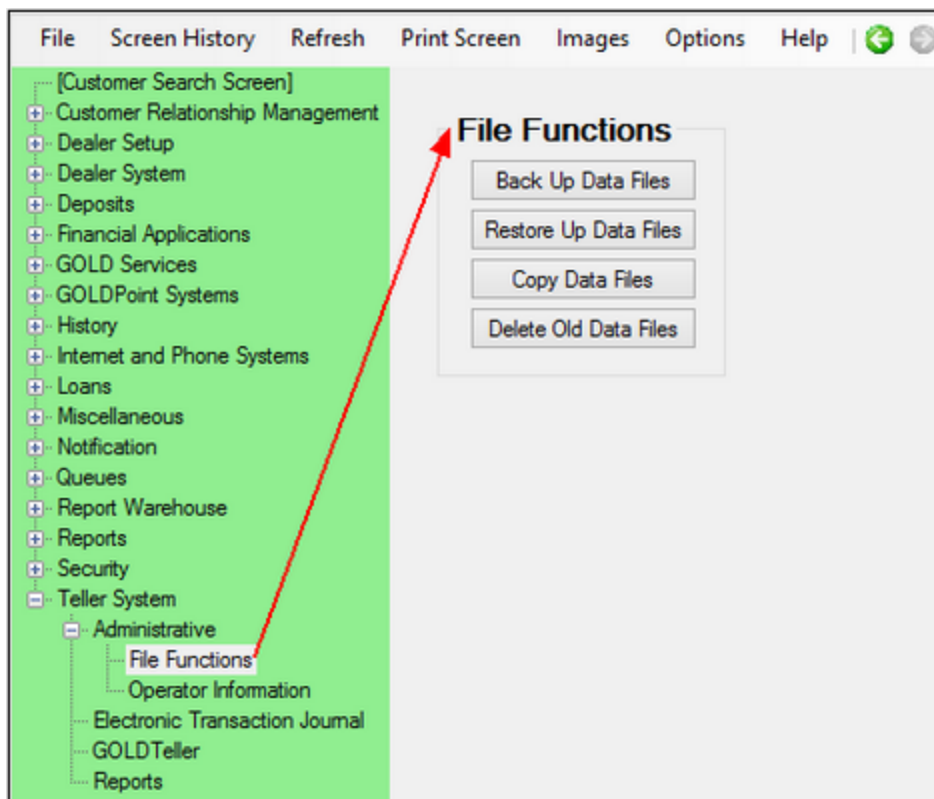 File Screen History Refresh Print Screen Images Options Help
[Customer Search Screen]
Customer Relationship Management
Dealer Setup
Dealer System
Deposits
Financial Applications
GOLD Services
GOLDPoint Systems
History
Internet and Phone Systems
Loans
Miscellaneous
Notification
Queues
Report Warehouse
Reports
Security
Teller System
Administrative
File Functions
Operator Information
Electronic Transaction Journal
GOLDTeller
Reports
File Functions
Back Up Data Files
Restore Up Data Files
Copy Data Files
Delete Old Data Files